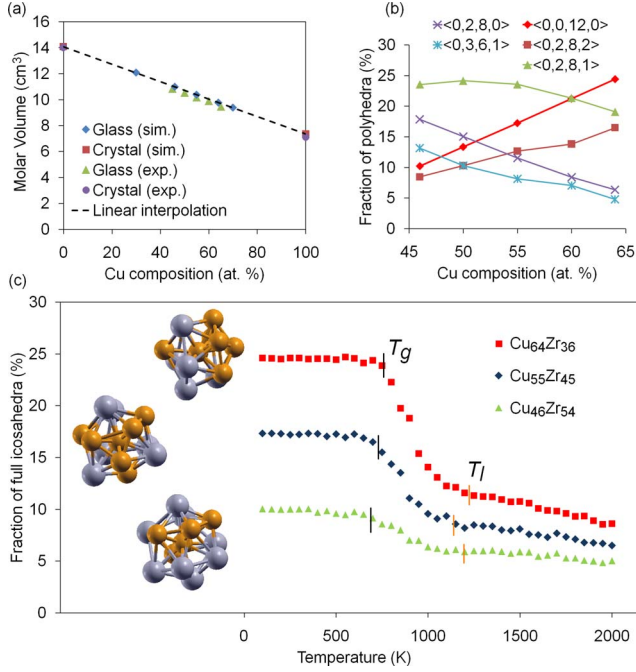 (a)
16
14
12
10
8
6
4
2
0
Molar Volume (cm³)
Glass (sim.)
Crystal (sim.)
Glass (exp.)
Crystal (exp.)
Linear interpolation
0 20 40 60 80 100
Cu composition (at. %)
(b)
<0,2,8,0> <0,0,12,0>
<0,3,6,1> <0,2,8,2>
<0,2,8,1>
30
25
20
15
10
5
0
Fraction of polyhedra (%)
45 50 55 60 65
Cu composition (at. %)
(c)
30
25
20
15
10
5
0
Fraction of full icosahedra (%)
Tg
Tl
Cu₆₄Zr₃₆
Cu₅₅Zr₄₅
Cu₄₆Zr₅₄
0 500 1000 1500 2000
Temperature (K)